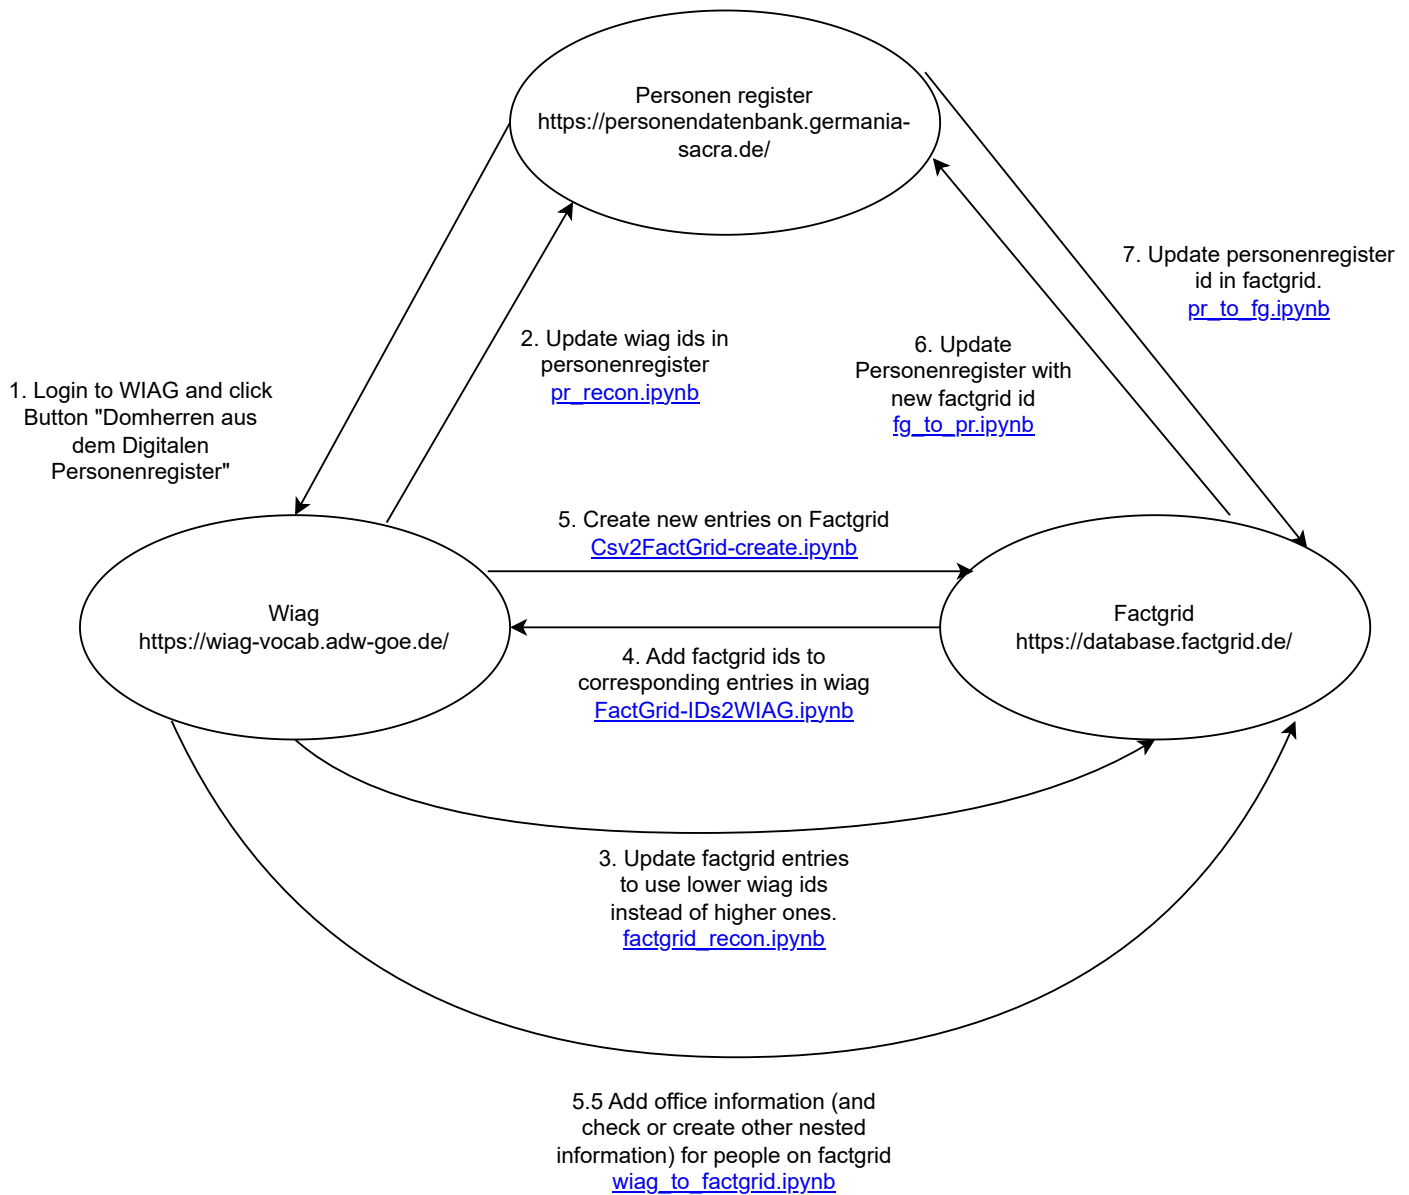 Personen register
https://personendatenbank.germania-
sacra.de/
7. Update personenregister
id in factgrid.
pr_to_fg.ipynb
2. Update wiag ids in
personenregister
pr_recon.ipynb
6. Update
Personenregister with
new factgrid id
fg_to_pr.ipynb
1. Login to WIAG and click
Button "Domherren aus
dem Digitalen
Personenregister"
5. Create new entries on Factgrid
Csv2FactGrid-create.ipynb
Wiag
https://wiag-vocab.adw-goe.de/
Factgrid
https://database.factgrid.de/
4. Add factgrid ids to
corresponding entries in wiag
FactGrid-IDs2WIAG.ipynb
3. Update factgrid entries
to use lower wiag ids
instead of higher ones.
factgrid_recon.ipynb
5.5 Add office information (and
check or create other nested
information) for people on factgrid
wiag_to_factgrid.ipynb